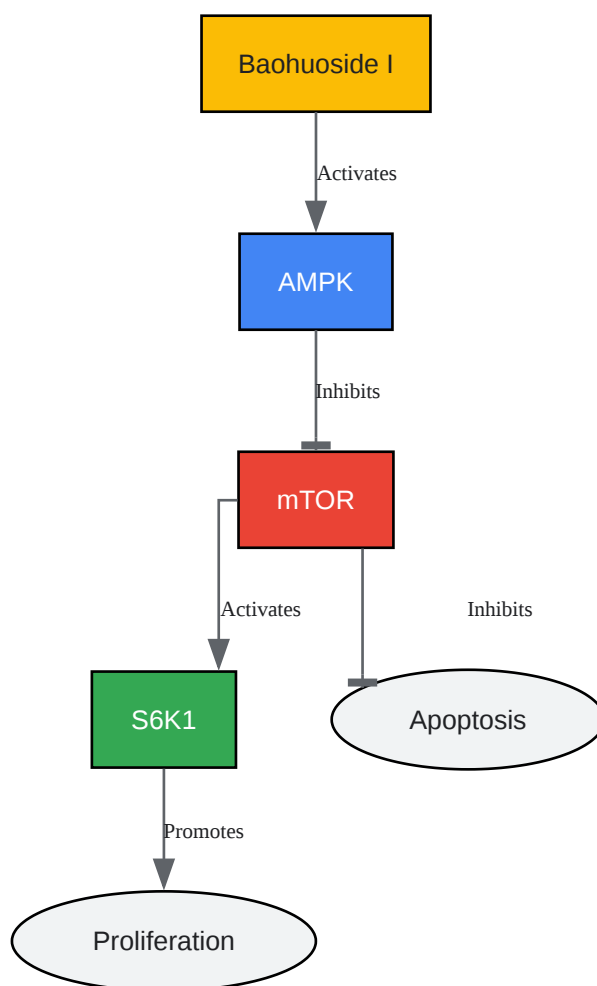 Baohuoside I
Activates
AMPK
Inhibits
mTOR
Activates
Inhibits
S6K1
Apoptosis
Promotes
Proliferation